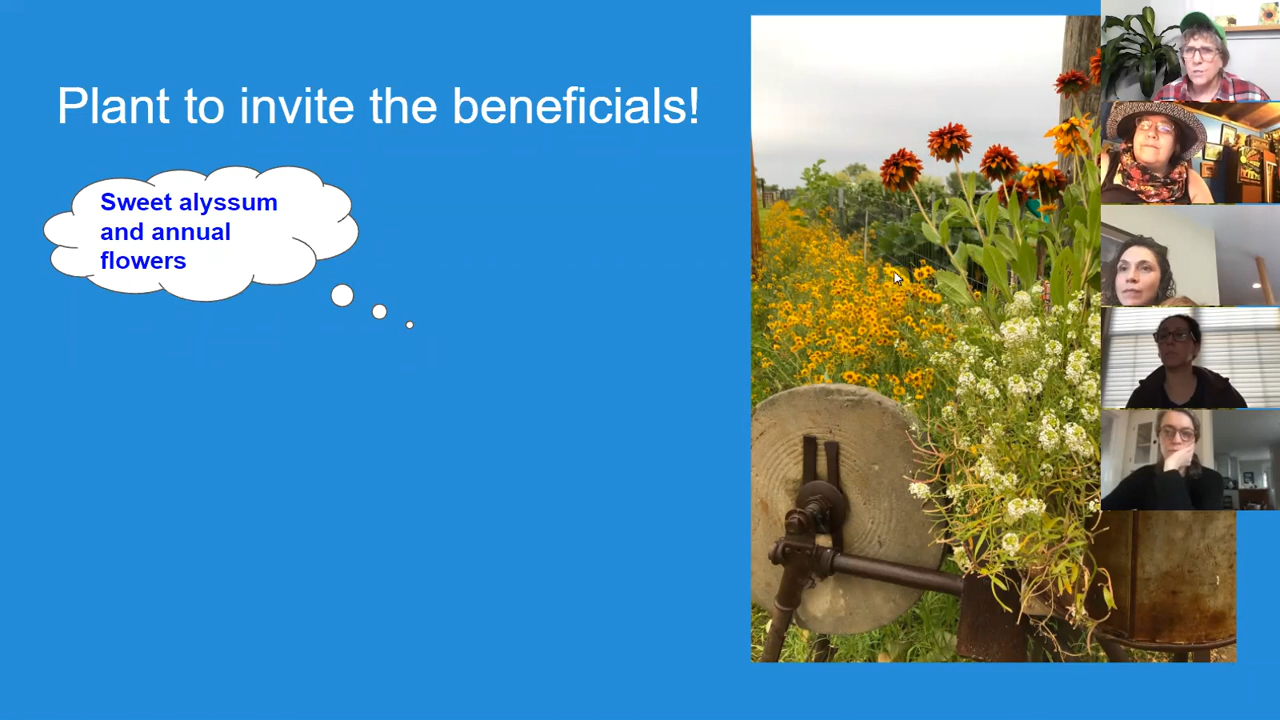 Plant to invite the beneficials!
Sweet alyssum
and annual
flowers